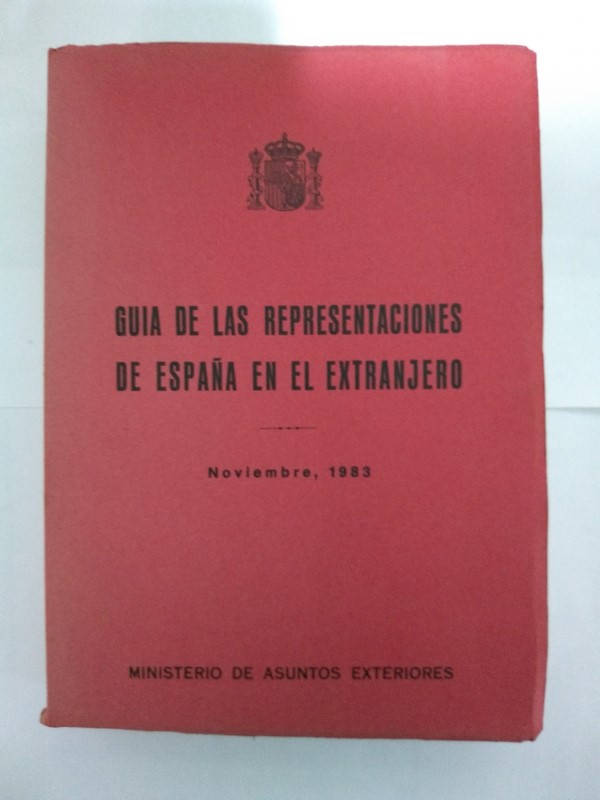 GUIA DE LAS REPRESENTACIONES
DE ESPAÑA EN EL EXTRANJERO
Noviembre, 1983
MINISTERIO DE ASUNTOS EXTERIORES